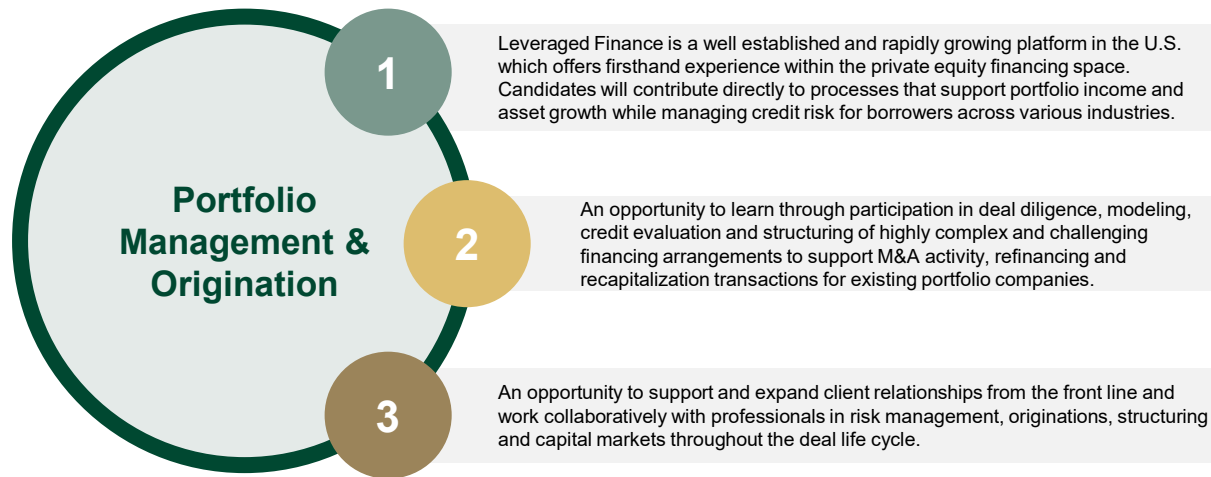 Portfolio
Management &
Origination
1
Leveraged Finance is a well established and rapidly growing platform in the U.S.
which offers firsthand experience within the private equity financing space.
Candidates will contribute directly to processes that support portfolio income and
asset growth while managing credit risk for borrowers across various industries.
2
An opportunity to learn through participation in deal diligence, modeling,
credit evaluation and structuring of highly complex and challenging
financing arrangements to support M&A activity, refinancing and
recapitalization transactions for existing portfolio companies.
3
An opportunity to support and expand client relationships from the front line and
work collaboratively with professionals in risk management, originations, structuring
and capital markets throughout the deal life cycle.